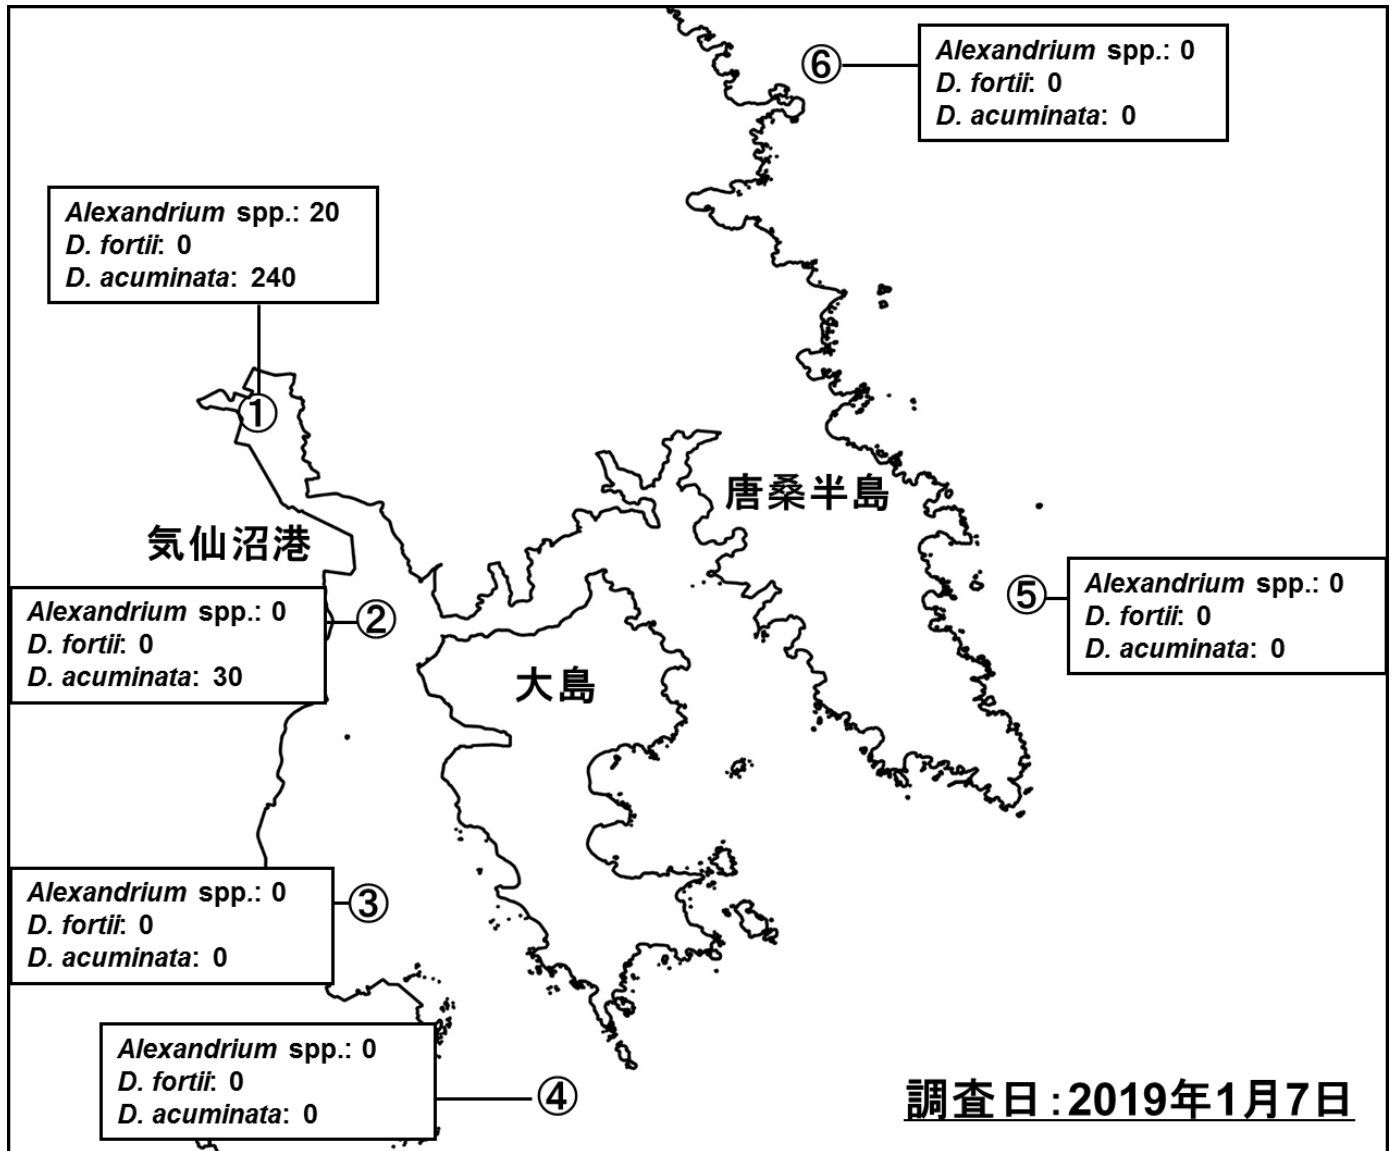 ⑥
Alexandrium spp.: 0
D. fortii: 0
D. acuminata: 0
Alexandrium spp.: 20
D. fortii: 0
D. acuminata: 240
①
唐桑半島
気仙沼港
Alexandrium spp.: 0
D. fortii: 0
D. acuminata: 30
②
⑤
Alexandrium spp.: 0
D. fortii: 0
D. acuminata: 0
大島
Alexandrium spp.: 0
D. fortii: 0
D. acuminata: 0
③
Alexandrium spp.: 0
D. fortii: 0
D. acuminata: 0
④
調査日:2019年1月7日